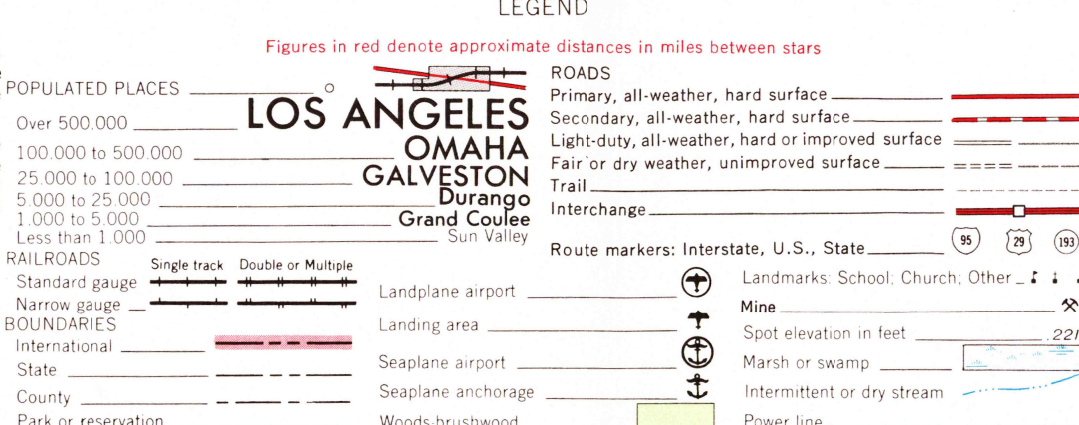 LEGEND
Figures in red denote approximate distances in miles between stars
POPULATED PLACES
Over 500.000 LOS ANGELES
100.000 to 500.000 OMAHA
25.000 to 100.000 GALVESTON
5.000 to 25.000 Durango
1.000 to 5.000 Grand Coulee
Less than 1.000 Sun Valley
RAILROADS
Single track Double or Multiple
Standard gauge
Narrow gauge
BOUNDARIES
International
State
County
Park or reservation
ROADS
Primary, all-weather, hard surface
Secondary, all-weather, hard surface
Light-duty, all-weather, hard or improved surface
Fair or dry weather, unimproved surface
Trail
Interchange
Route markers: Interstate, U.S., State 95 29 193
Landplane airport
Landing area
Seaplane airport
Seaplane anchorage
Woods-brushwood
Landmarks: School; Church; Other
Mine
Spot elevation in feet .221
Marsh or swamp
Intermittent or dry stream
Power line